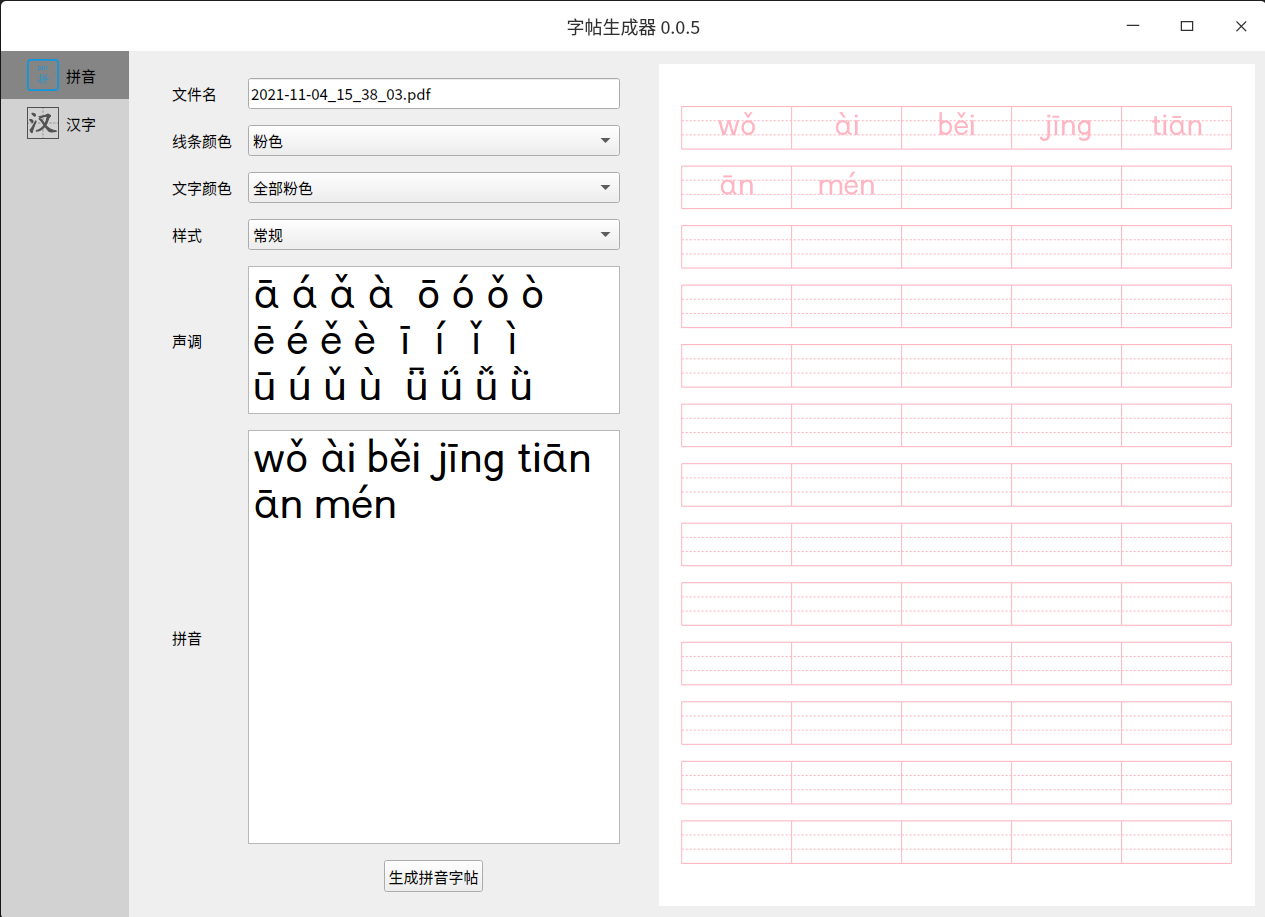 字帖生成器 0.0.5
拼音
汉 汉字
文件名 2021-11-04_15_38_03.pdf
线条颜色 粉色
文字颜色 全部粉色
样式 常规
声调
ā á ǎ à ō ó ǒ ò
ē é ě è ī í ǐ ì
ū ú ǔ ù ǖ ǘ ǚ ǜ
拼音
wǒ ài běi jīng tiān
ān mén
生成拼音字帖
wǒ ài běi jīng tiān
ān mén